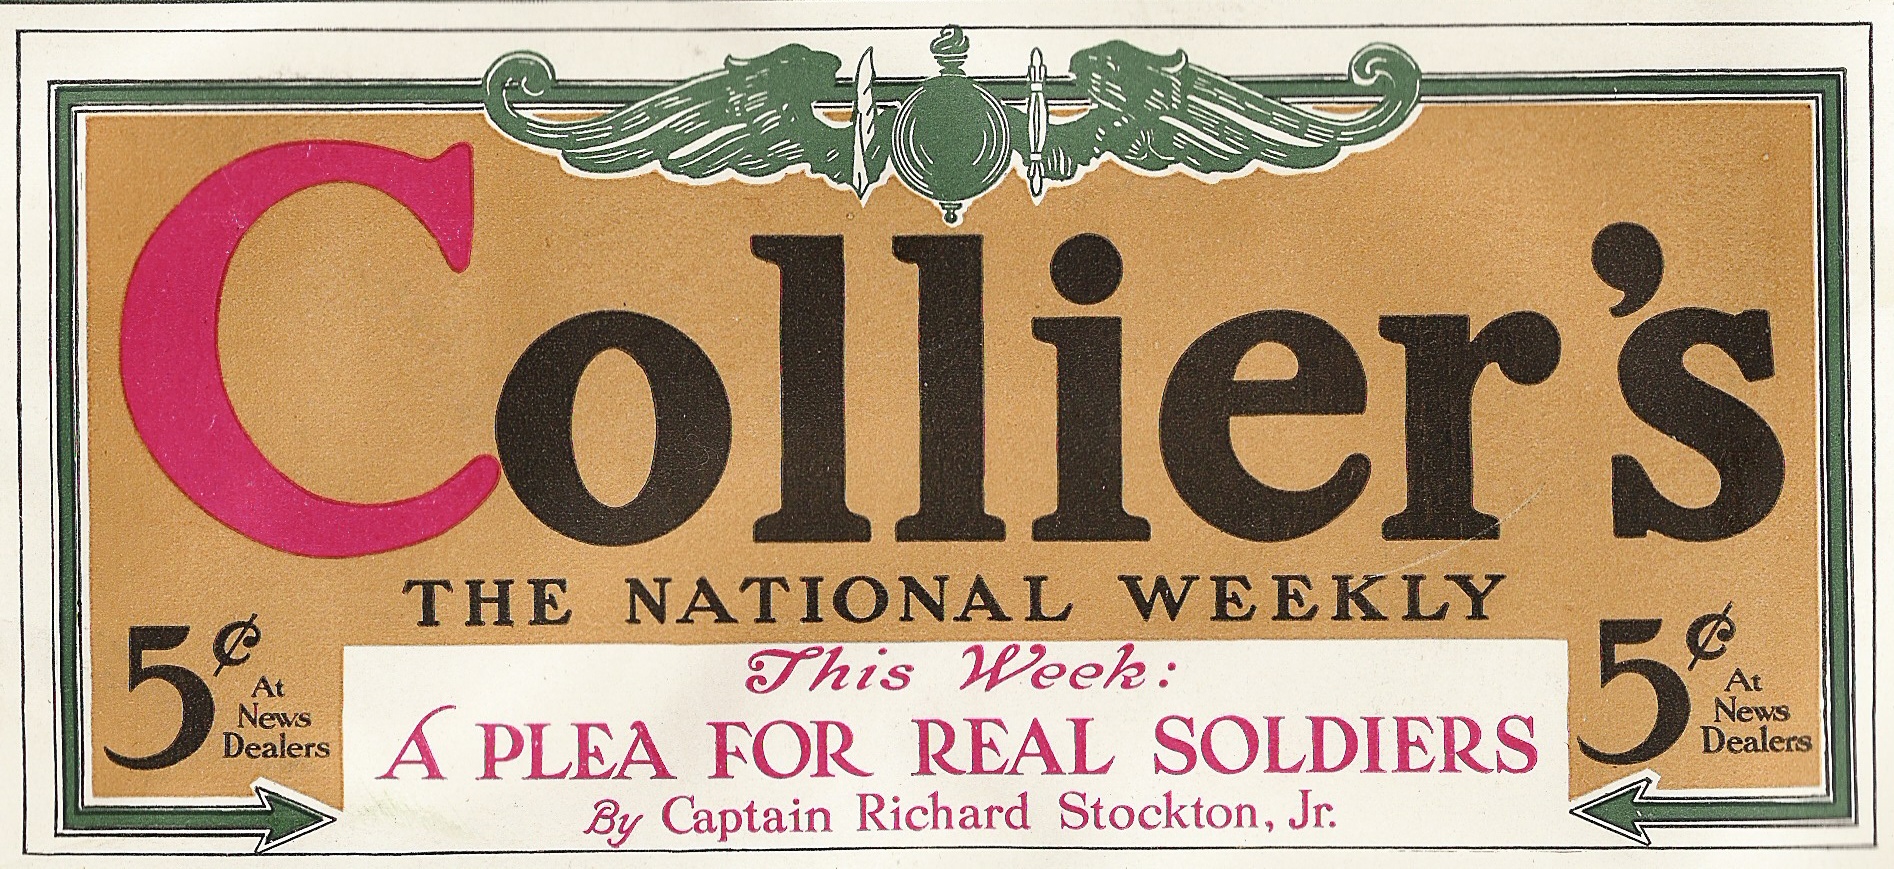 Collier's
THE NATIONAL WEEKLY
5¢
At
News
Dealers
This Week:
A PLEA FOR REAL SOLDIERS
By Captain Richard Stockton, Jr.
5¢
At
News
Dealers